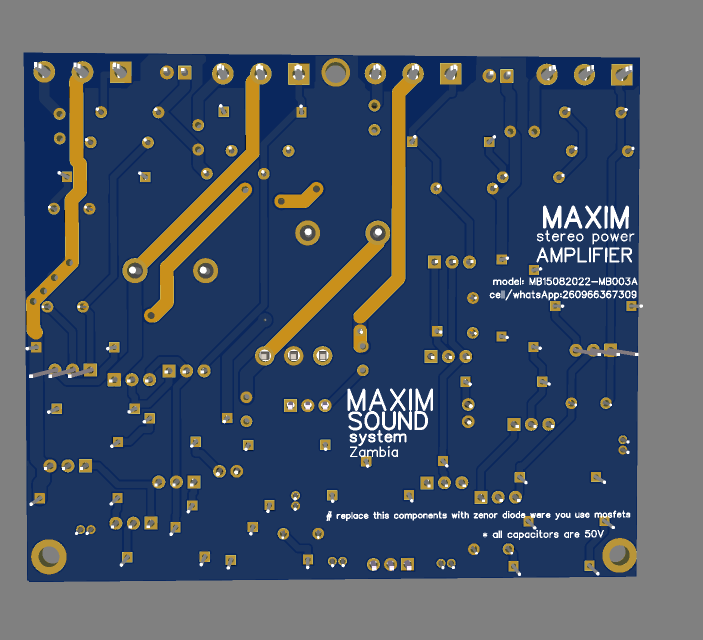 MAXIM
stereo power
AMPLIFIER
model: MB15082022-MB003A
cell/whatsApp:260966367309
MAXIM
SOUND
system
Zambia
# replace this components with zenor diode were you use mosfets
* all capacitors are 50V